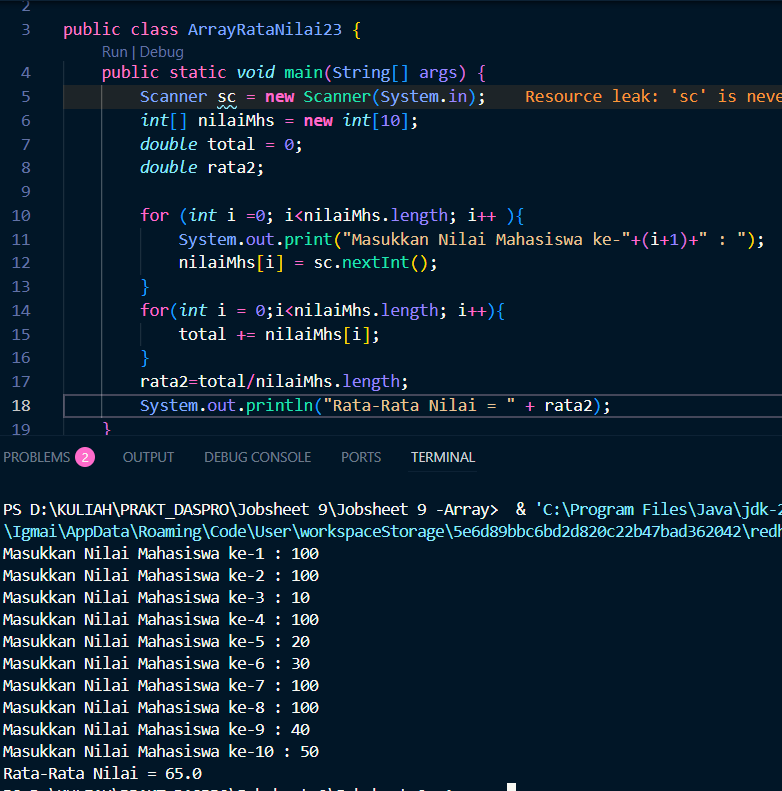 2
3 public class ArrayRataNilai23 {
Run | Debug
4 public static void main(String[] args) {
5 Scanner sc = new Scanner(System.in); Resource leak: 'sc' is neve
6 int[] nilaiMhs = new int[10];
7 double total = 0;
8 double rata2;
9
10 for (int i =0; i<nilaiMhs.length; i++ ){
11 System.out.print("Masukkan Nilai Mahasiswa ke-"+(i+1)+" : ");
12 nilaiMhs[i] = sc.nextInt();
13 }
14 for(int i = 0;i<nilaiMhs.length; i++){
15 total += nilaiMhs[i];
16 }
17 rata2=total/nilaiMhs.length;
18 System.out.println("Rata-Rata Nilai = " + rata2);
19 }
PROBLEMS 2 OUTPUT DEBUG CONSOLE PORTS TERMINAL
PS D:\KULIAH\PRAKT_DASPRO\Jobsheet 9\Jobsheet 9 -Array> & 'C:\Program Files\Java\jdk-2
\Igmai\AppData\Roaming\Code\User\workspaceStorage\5e6d89bbc6bd2d820c22b47bad362042\redh
Masukkan Nilai Mahasiswa ke-1 : 100
Masukkan Nilai Mahasiswa ke-2 : 100
Masukkan Nilai Mahasiswa ke-3 : 10
Masukkan Nilai Mahasiswa ke-4 : 100
Masukkan Nilai Mahasiswa ke-5 : 20
Masukkan Nilai Mahasiswa ke-6 : 30
Masukkan Nilai Mahasiswa ke-7 : 100
Masukkan Nilai Mahasiswa ke-8 : 100
Masukkan Nilai Mahasiswa ke-9 : 40
Masukkan Nilai Mahasiswa ke-10 : 50
Rata-Rata Nilai = 65.0